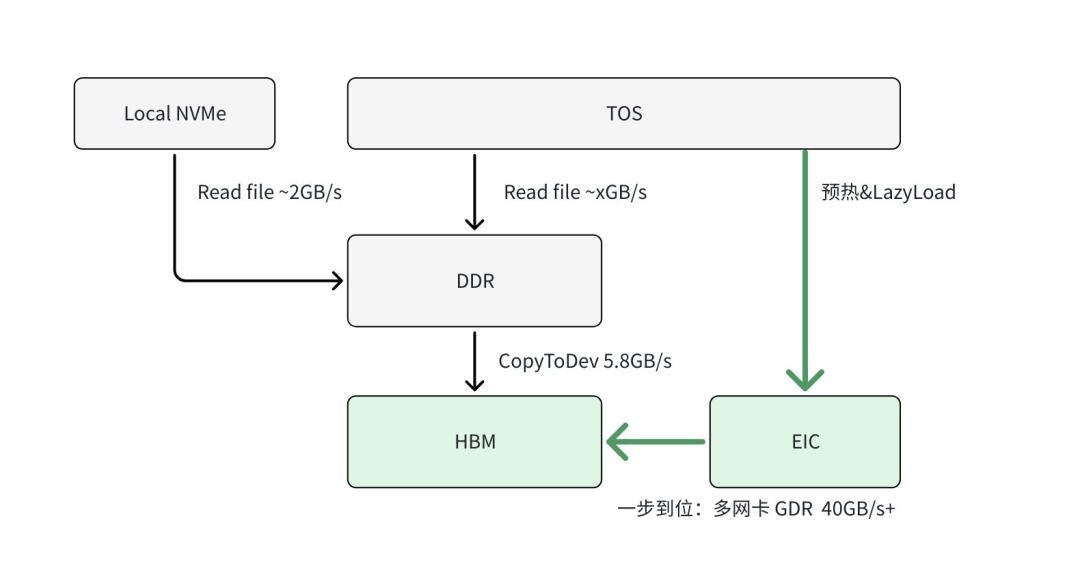 Local NVMe
TOS
Read file ~2GB/s
Read file ~xGB/s
预热&LazyLoad
DDR
CopyToDev 5.8GB/s
HBM
EIC
一步到位：多网卡 GDR 40GB/s+